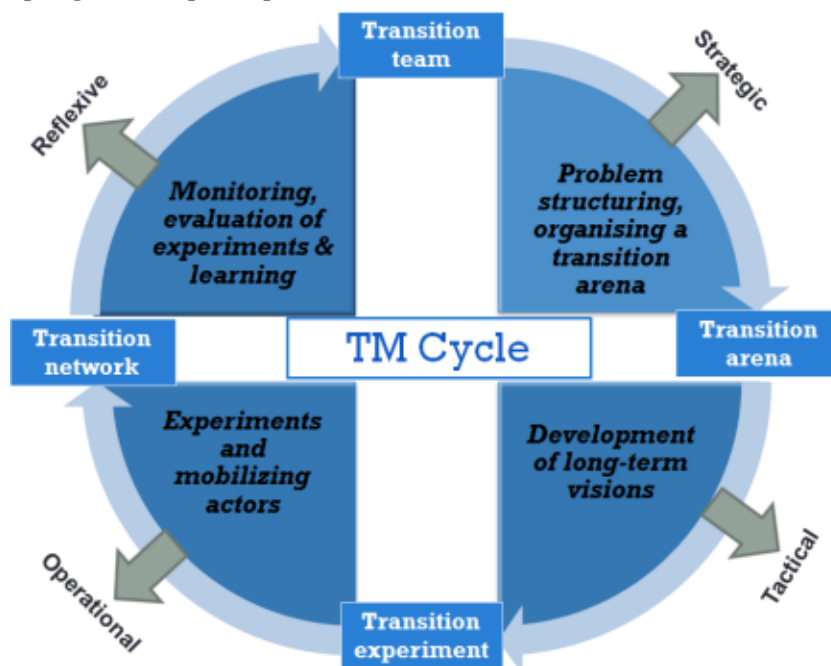 Transition
team
Strategic
Reflexive
Monitoring,
evaluation of
experiments &
learning
Problem
structuring,
organising a
transition
arena
Transition
network
TM Cycle
Transition
arena
Experiments
and
mobilizing
actors
Development
of long-term
visions
Operational
Tactical
Transition
experiment